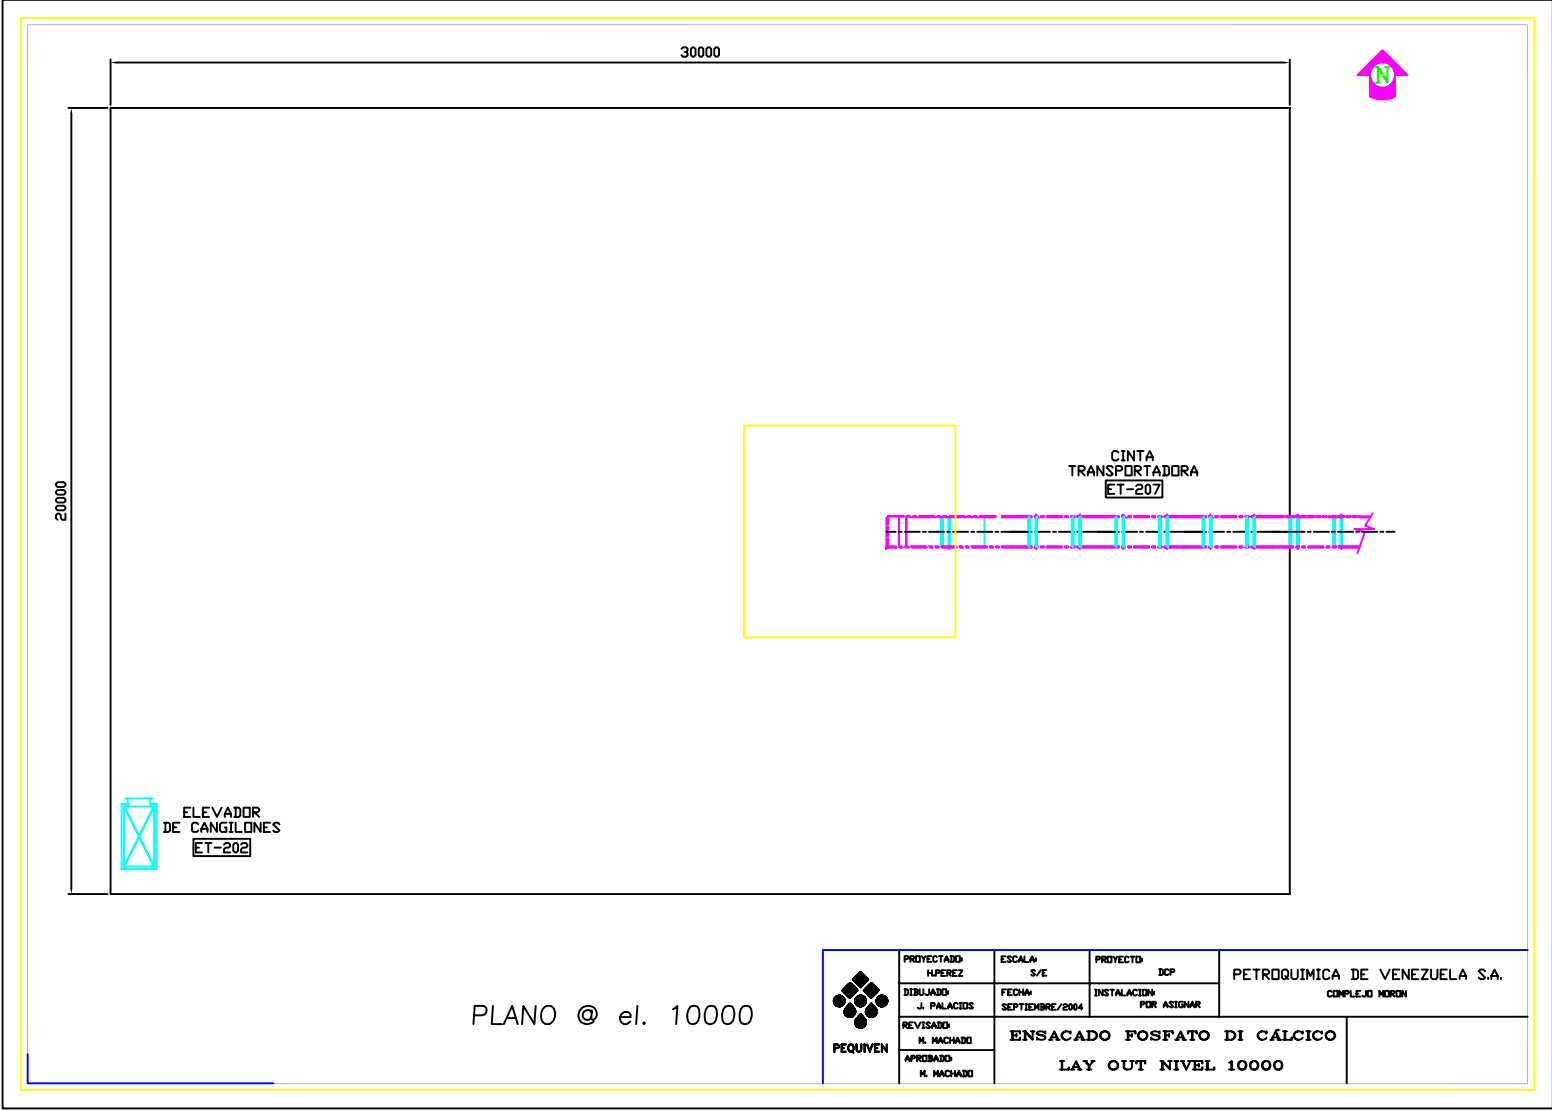 30000
N
20000
CINTA
TRANSPORTADORA
ET-207
ELEVADOR
DE CANGILONES
ET-202
PLANO @ el. 10000
PEQUIVEN
PROYECTADO:
H.PEREZ
ESCALA:
S/E
PROYECTO:
DCP
DIBUJADO:
J. PALACIOS
FECHA:
SEPTIEMBRE/2004
INSTALACION:
POR ASIGNAR
PETROQUIMICA DE VENEZUELA S.A.
COMPLEJO MORON
REVISADO:
M. MACHADO
APROBADO:
M. MACHADO
ENSACADO FOSFATO DI CÁLCICO
LAY OUT NIVEL 10000